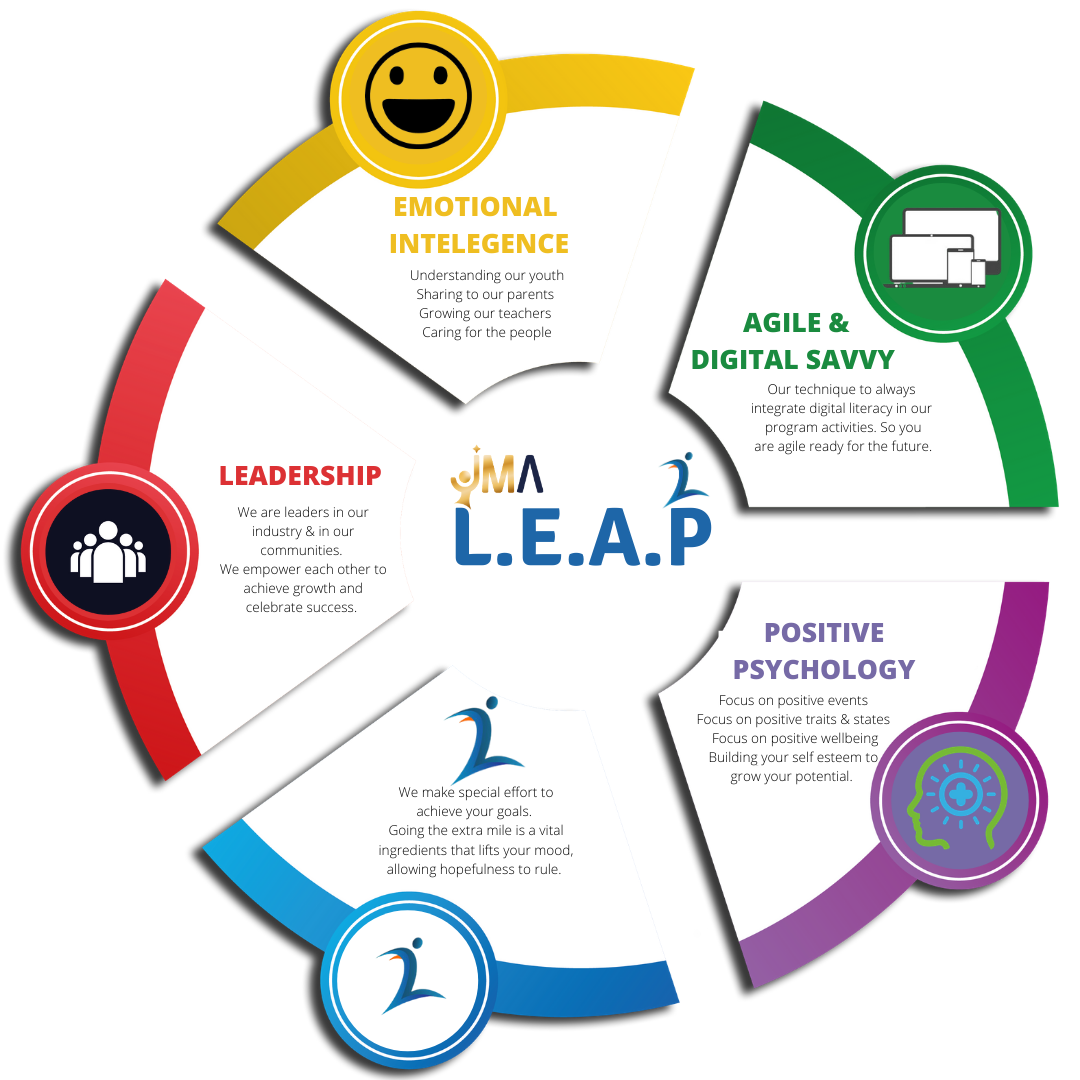 EMOTIONAL
INTELEGENCE
Understanding our youth
Sharing to our parents
Growing our teachers
Caring for the people
AGILE &
DIGITAL SAVVY
Our technique to always
integrate digital literacy in our
program activities. So you
are agile ready for the future.
LEADERSHIP
We are leaders in our
industry & in our
communities.
We empower each other to
achieve growth and
celebrate success.
JMA
L.E.A.P
POSITIVE
PSYCHOLOGY
Focus on positive events
Focus on positive traits & states
Focus on positive wellbeing
Building your self esteem to
grow your potential.
We make special effort to
achieve your goals.
Going the extra mile is a vital
ingredients that lifts your mood,
allowing hopefulness to rule.